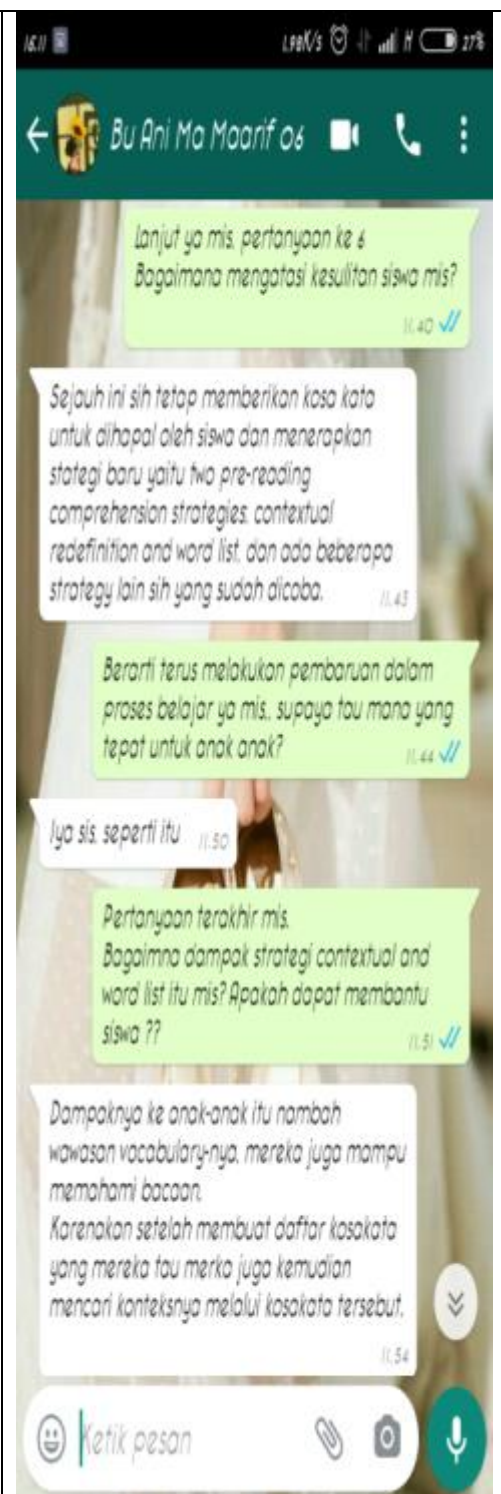 16.11 1.98K/s H 27%
Bu Ani Ma Maarif 06
Lanjut ya mis, pertanyaan ke 6
Bagaimana mengatasi kesulitan siswa mis?
11.40
Sejauh ini sih tetap memberikan kosa kata
untuk dihapal oleh siswa dan menerapkan
stategi baru yaitu two pre-reading
comprehension strategies, contextual
redefinition and word list, dan ada beberapa
strategy lain sih yang sudah dicoba.
11.43
Berarti terus melakukan pembaruan dalam
proses belajar ya mis.. supaya tau mana yang
tepat untuk anak anak?
11.44
Iya sis, seperti itu 11.50
Pertanyaan terakhir mis.
Bagaimna dampak strategi contextual and
word list itu mis? Apakah dapat membantu
siswa ??
11.51
Dampaknya ke anak-anak itu nambah
wawasan vocabulary-nya, mereka juga mampu
memahami bacaan.
Karenakan setelah membuat daftar kosakata
yang mereka tau merka juga kemudian
mencari konteksnya melalui kosakata tersebut.
11.54
Ketik pesan